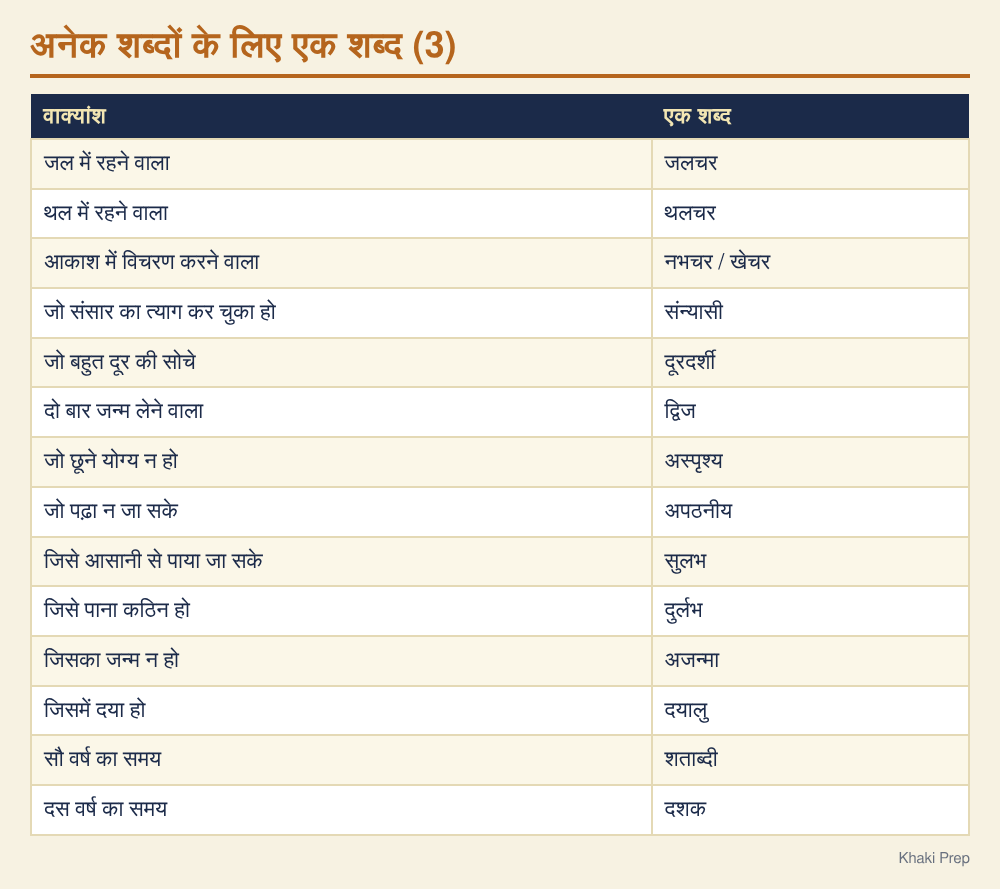 अनेक शब्दों के लिए एक शब्द (3)
वाक्यांश एक शब्द
जल में रहने वाला जलचर
थल में रहने वाला थलचर
आकाश में विचरण करने वाला नभचर / खेचर
जो संसार का त्याग कर चुका हो संन्यासी
जो बहुत दूर की सोचे दूरदर्शी
दो बार जन्म लेने वाला द्विज
जो छूने योग्य न हो अस्पृश्य
जो पढ़ा न जा सके अपठनीय
जिसे आसानी से पाया जा सके सुलभ
जिसे पाना कठिन हो दुर्लभ
जिसका जन्म न हो अजन्मा
जिसमें दया हो दयालु
सौ वर्ष का समय शताब्दी
दस वर्ष का समय दशक
Khaki Prep